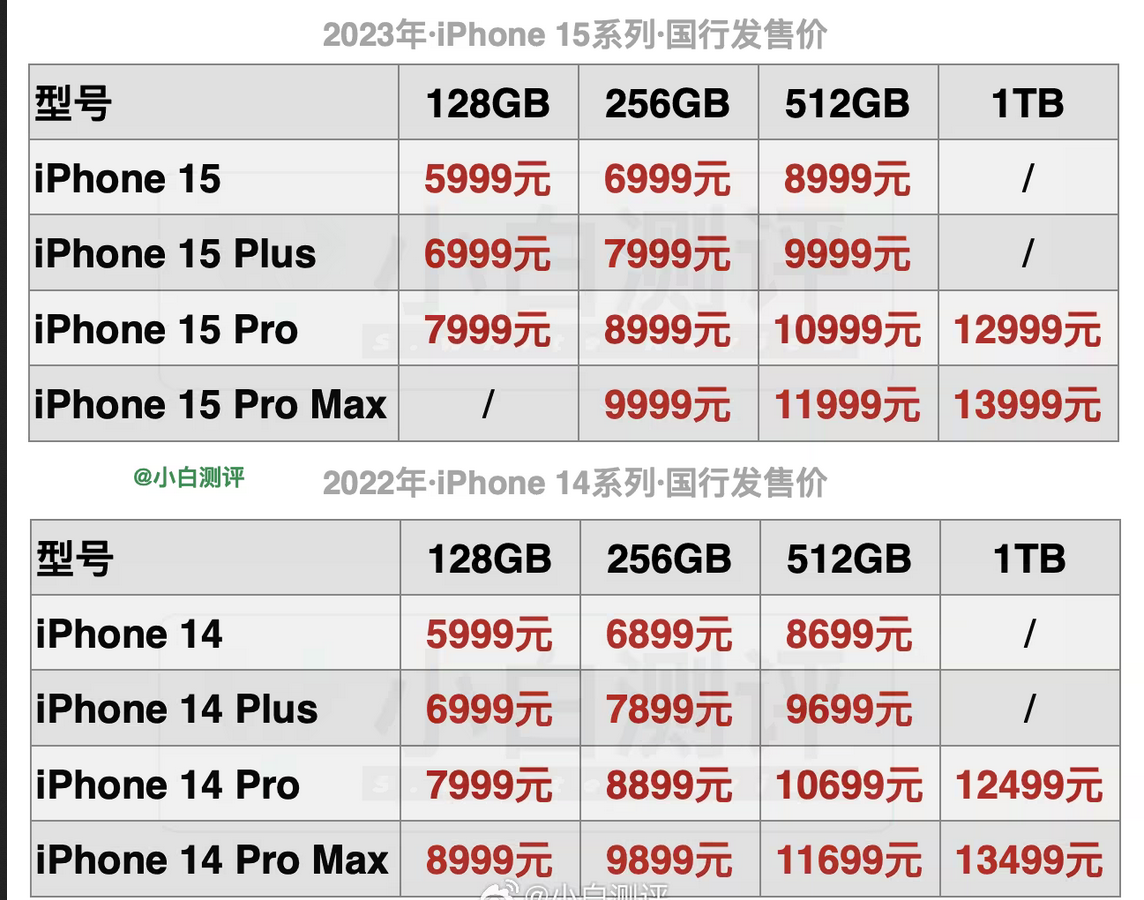 2023年·iPhone 15系列·国行发售价
型号 128GB 256GB 512GB 1TB
iPhone 15 5999元 6999元 8999元 /
iPhone 15 Plus 6999元 7999元 9999元 /
iPhone 15 Pro 7999元 8999元 10999元 12999元
iPhone 15 Pro Max / 9999元 11999元 13999元
小白测评
@小白测评
2022年·iPhone 14系列·国行发售价
型号 128GB 256GB 512GB 1TB
iPhone 14 5999元 6899元 8699元 /
iPhone 14 Plus 6999元 7899元 9699元 /
iPhone 14 Pro 7999元 8899元 10699元 12499元
iPhone 14 Pro Max 8999元 9899元 11699元 13499元
小白测评
@小白测评